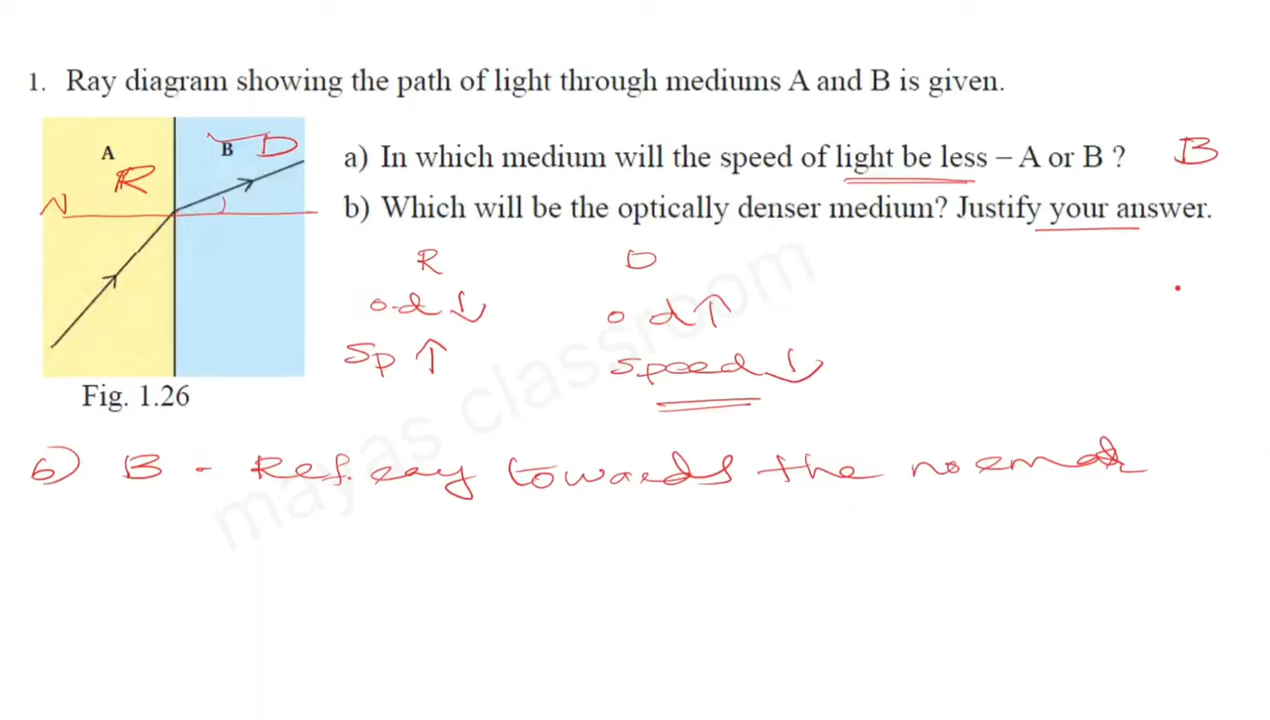 1. Ray diagram showing the path of light through mediums A and B is given.
A
B D
R
N
a) In which medium will the speed of light be less – A or B ? B
b) Which will be the optically denser medium? Justify your answer.
R D
o.d ↓ o d ↑
Sp ↑ speed ↓
Fig. 1.26
b) B - Ref. ray towards the normal
mayas classroom